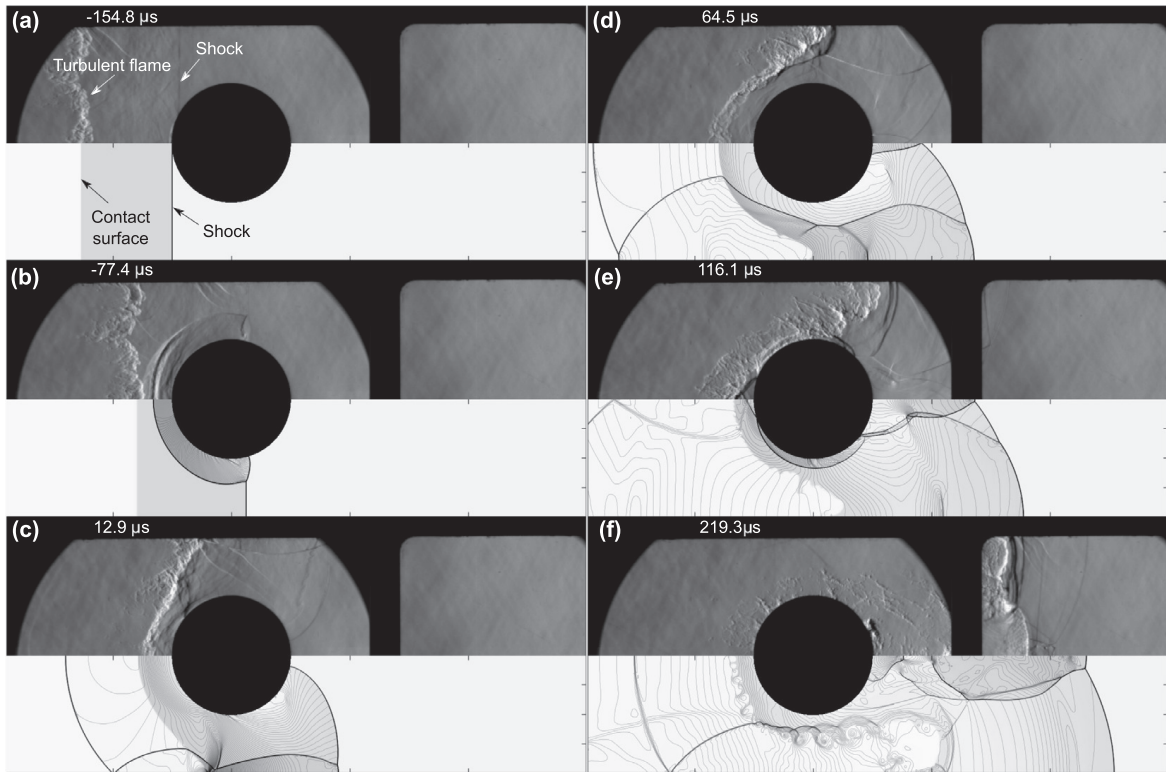 (a)
-154.8 µs
Shock
Turbulent flame
Contact
surface
Shock
(b)
-77.4 µs
(c)
12.9 µs
(d)
64.5 µs
(e)
116.1 µs
(f)
219.3µs